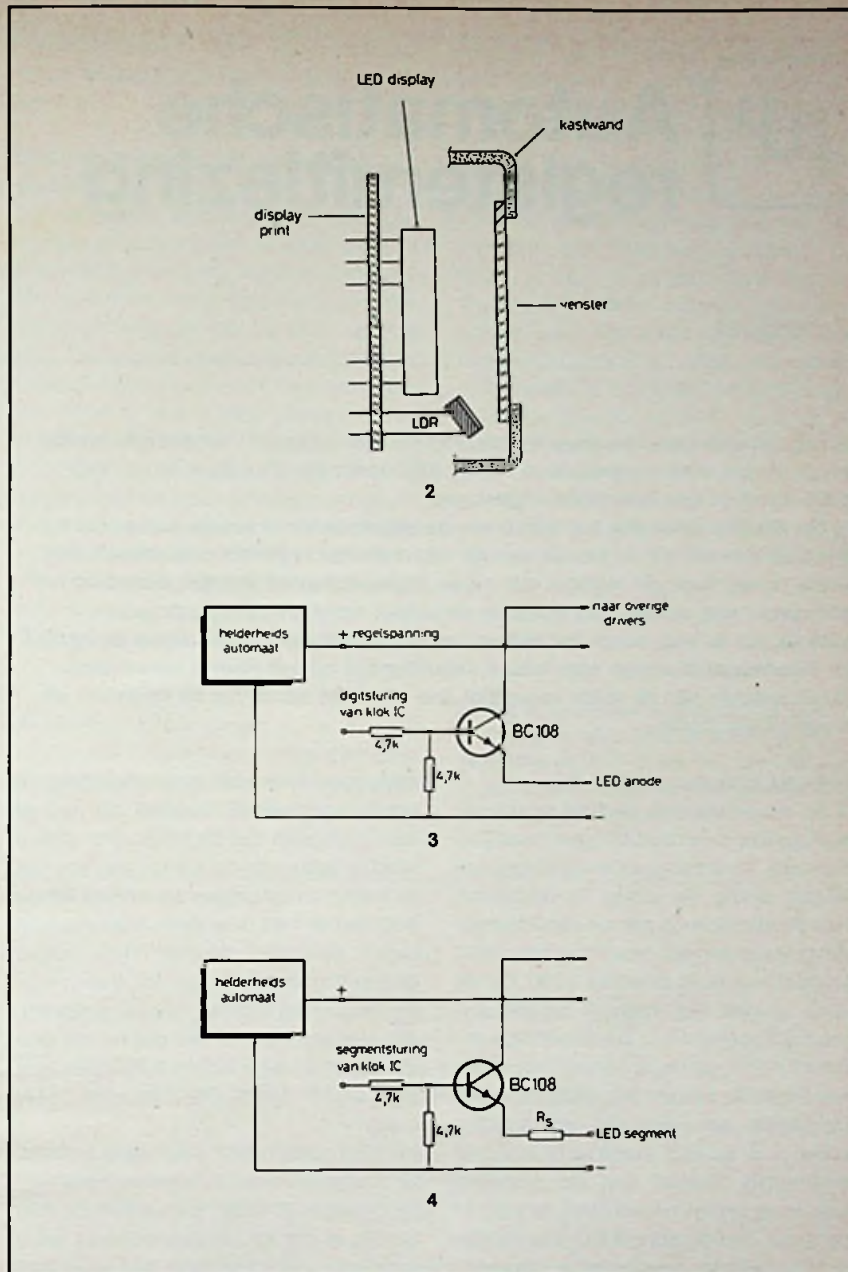 LED display
kastwand
display
print
venster
LDR
2
helderheids
automaat
+ regelspanning
naar overige
drivers
digitsturing
van klok IC
4,7k
4,7k
BC108
LED anode
–
3
helderheids
automaat
+
segmentsturing
van klok IC
4,7k
4,7k
BC108
Rs
LED segment
–
4